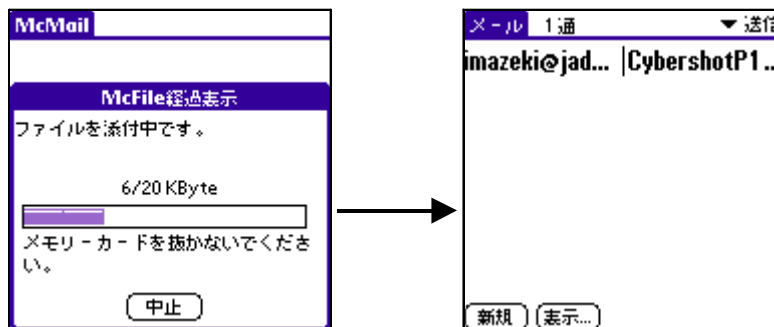 McMail
McFile経過表示
ファイルを添付中です。
6/20 KByte
メモリーカードを抜かないでくださ
い。
中止
メール 1通 ▼ 送信
imazeki@jad... CybershotP1...
新規 表示...